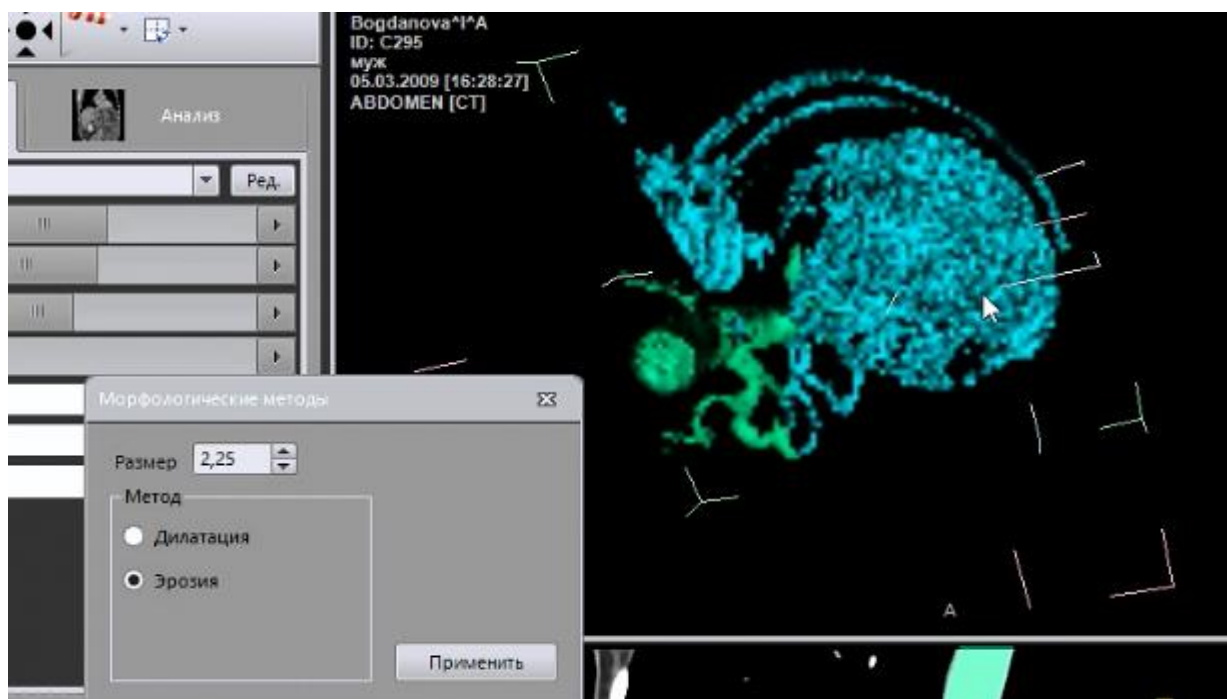 Bogdanova^I^A
ID: C295
муж
05.03.2009 [16:28:27]
ABDOMEN [CT]
Анализ
Ред.
Морфологические методы
Размер 2,25
Метод
Дилатация
Эрозия
Применить
A